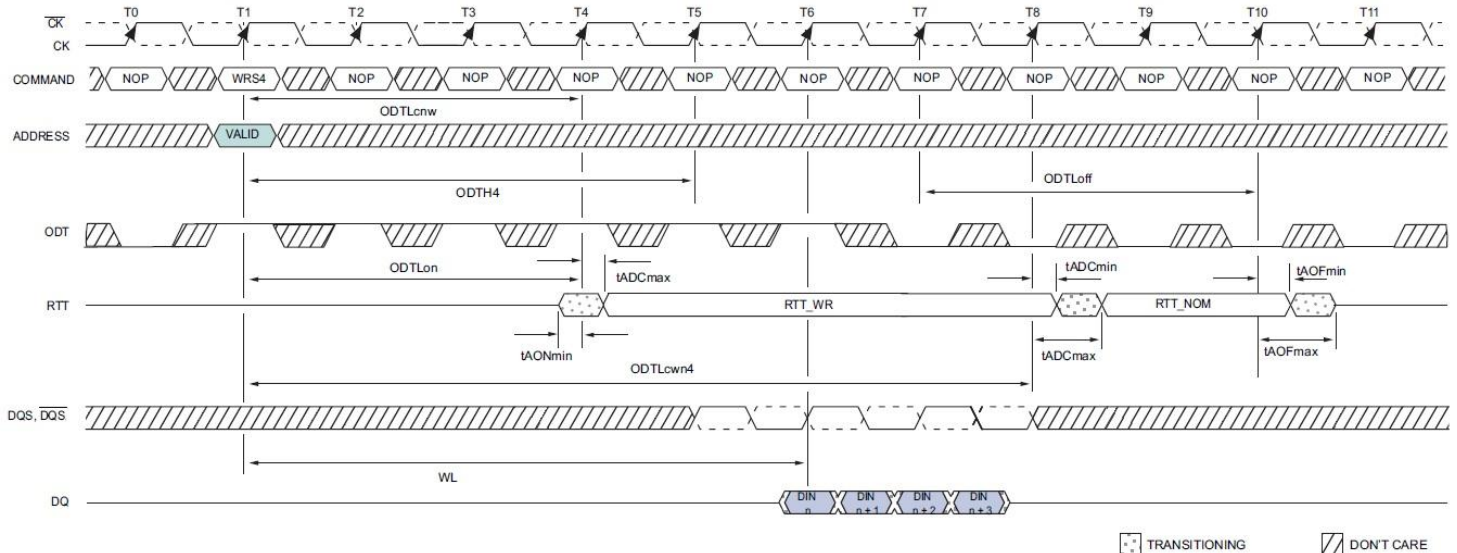 T0 T1 T2 T3 T4 T5 T6 T7 T8 T9 T10 T11
CK
CK
COMMAND NOP WRS4 NOP NOP NOP NOP NOP NOP NOP NOP NOP NOP
ODTLcnw
ADDRESS VALID
ODTH4 ODTLoff
ODT
ODTLon tADCmax tADCmin tAOFmin
RTT RTT_WR RTT_NOM
tAONmin tADCmax tAOFmax
ODTLcwn4
DQS, DQS
WL
DQ DIN n DIN n + 1 DIN n + 2 DIN n + 3
TRANSITIONING DON'T CARE